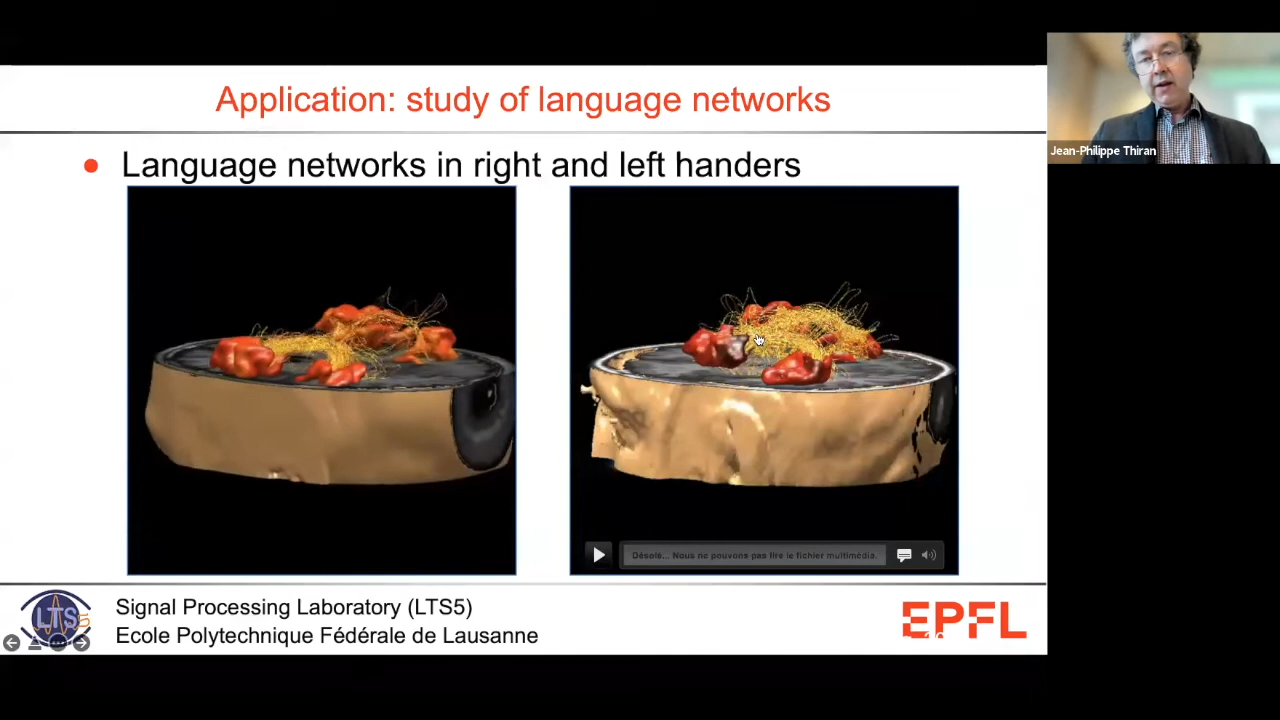 Application: study of language networks
Jean-Philippe Thiran
Language networks in right and left handers
Désolé... Nous ne pouvons pas lire le fichier multimédia.
LTS5
Signal Processing Laboratory (LTS5)
Ecole Polytechnique Fédérale de Lausanne
EPFL